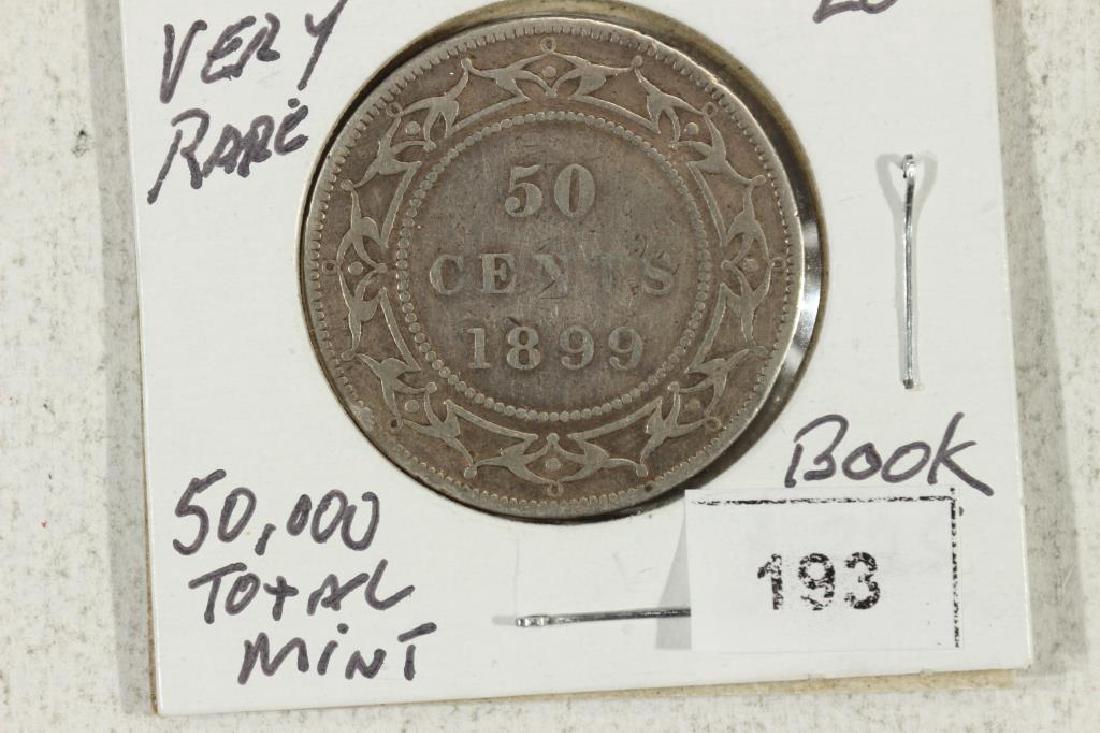 VERY
RARE
50
CENTS
1899
BOOK
50,000
TOTAL
MINT
193